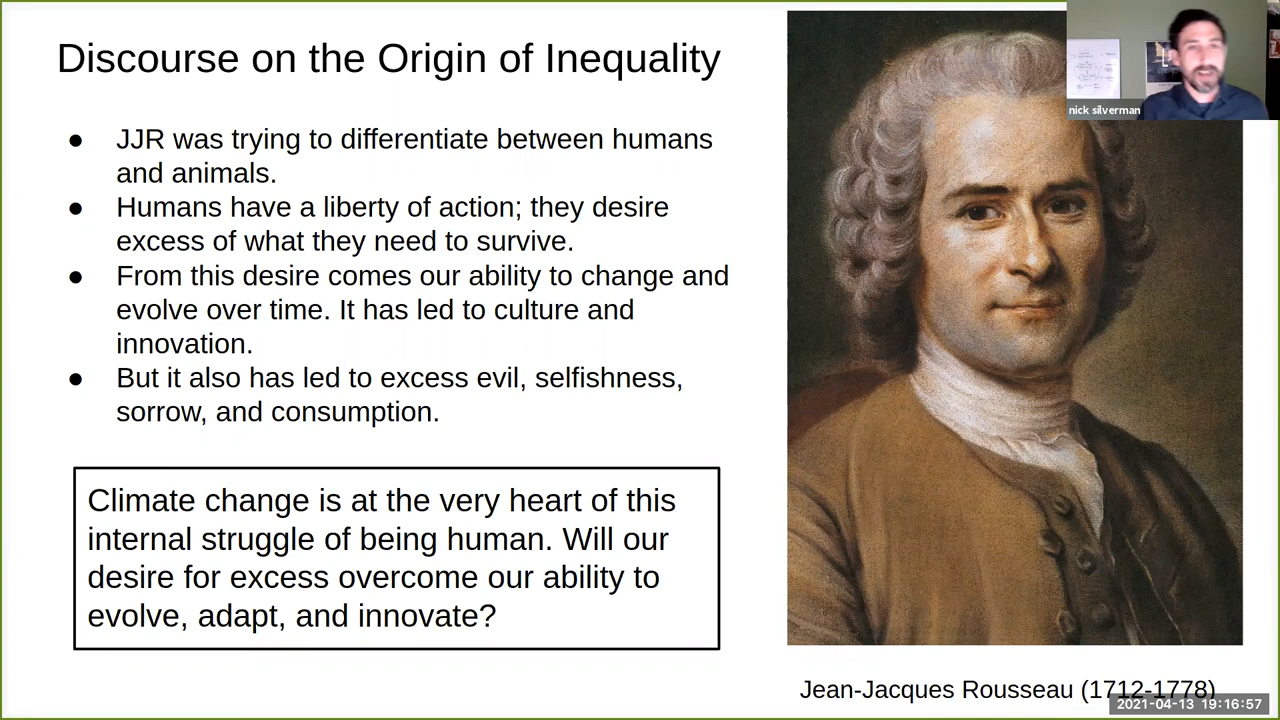 Discourse on the Origin of Inequality
● JJR was trying to differentiate between humans
and animals.
● Humans have a liberty of action; they desire
excess of what they need to survive.
● From this desire comes our ability to change and
evolve over time. It has led to culture and
innovation.
● But it also has led to excess evil, selfishness,
sorrow, and consumption.
Climate change is at the very heart of this
internal struggle of being human. Will our
desire for excess overcome our ability to
evolve, adapt, and innovate?
nick silverman
Jean-Jacques Rousseau (1712-1778)
2021-04-13 19:16:57